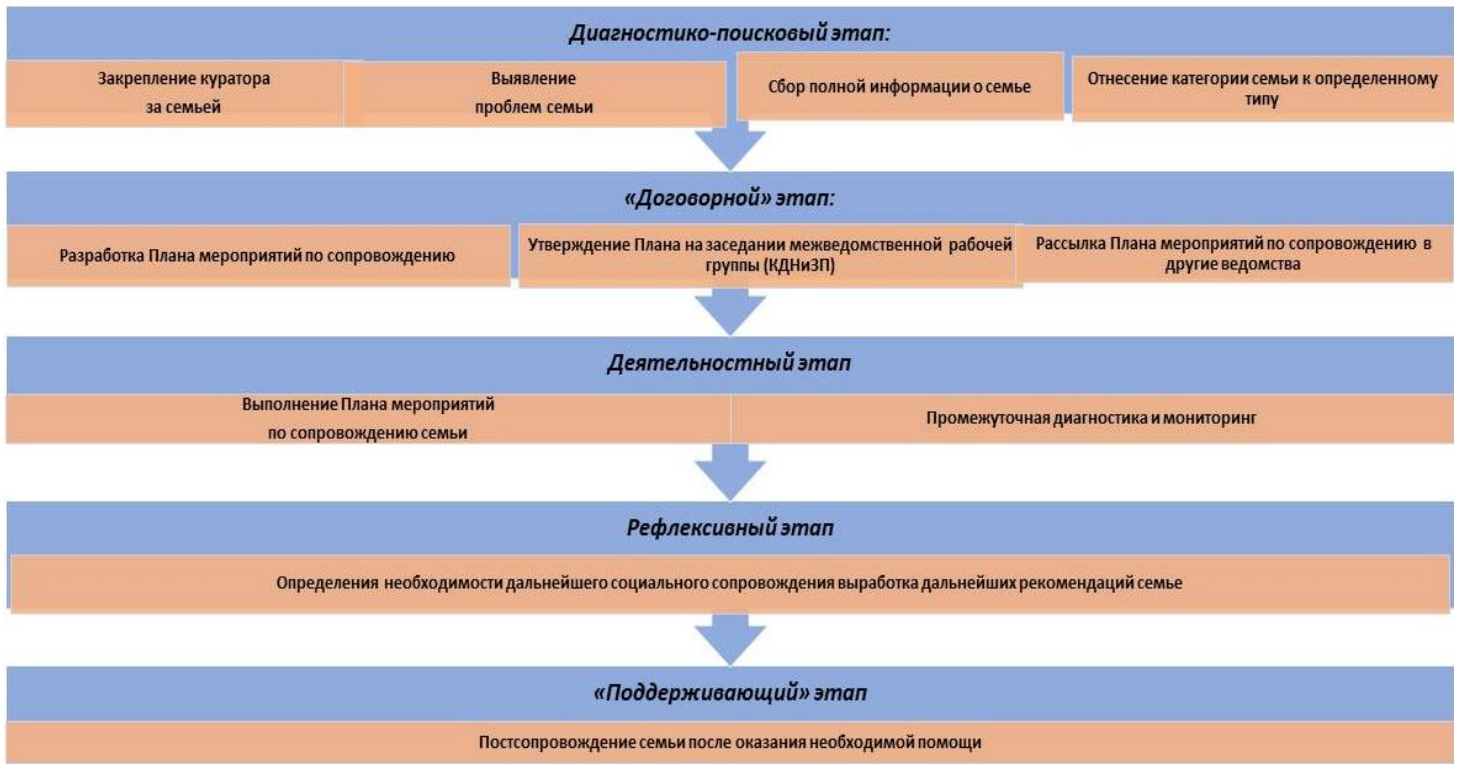 Диагностико-поисковый этап:
Закрепление куратора
за семьей
Выявление
проблем семьи
Сбор полной информации о семье
Отнесение категории семьи к определенному
типу
«Договорной» этап:
Разработка Плана мероприятий по сопровождению
Утверждение Плана на заседании межведомственной рабочей
группы (КДНиЗП)
Рассылка Плана мероприятий по сопровождению в
другие ведомства
Деятельностный этап
Выполнение Плана мероприятий
по сопровождению семьи
Промежуточная диагностика и мониторинг
Рефлексивный этап
Определения необходимости дальнейшего социального сопровождения выработка дальнейших рекомендаций семье
«Поддерживающий» этап
Постсопровождение семьи после оказания необходимой помощи